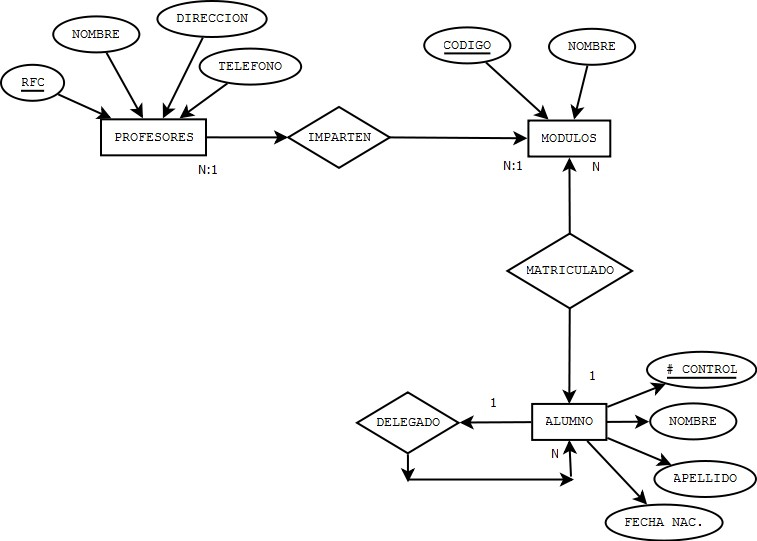 DIRECCION
NOMBRE
TELEFONO
RFC
CODIGO
NOMBRE
PROFESORES
IMPARTEN
MODULOS
N:1
N:1
N
MATRICULADO
1
# CONTROL
1
DELEGADO
ALUMNO
NOMBRE
N
APELLIDO
FECHA NAC.